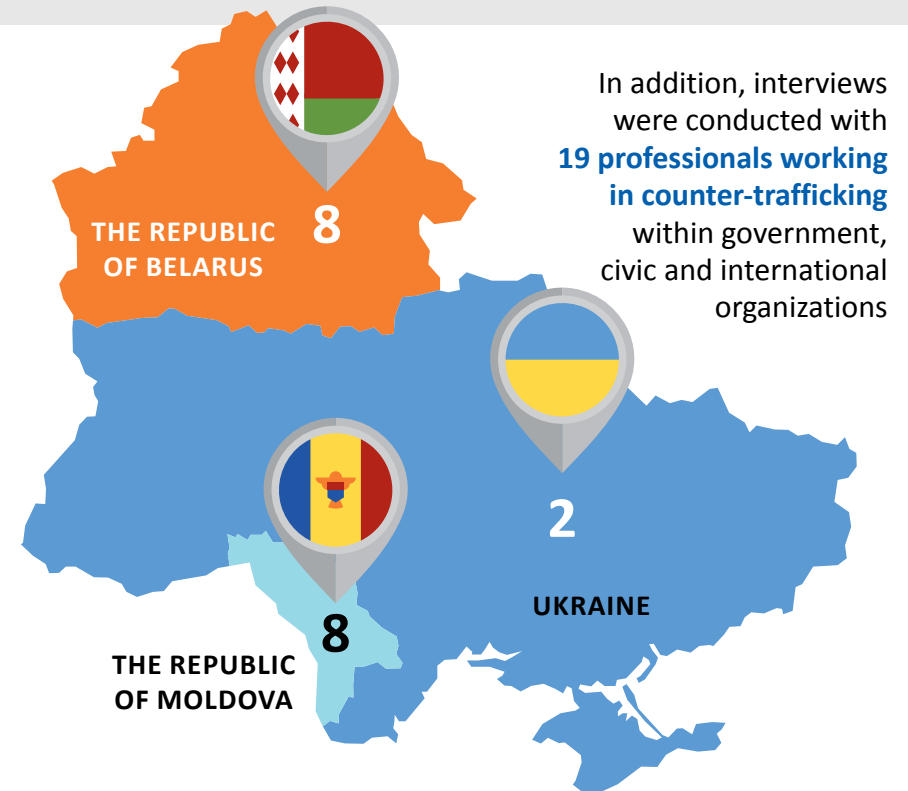 In addition, interviews
were conducted with
19 professionals working
in counter-trafficking
within government,
civic and international
organizations
THE REPUBLIC
OF BELARUS
8
2
UKRAINE
8
THE REPUBLIC
OF MOLDOVA